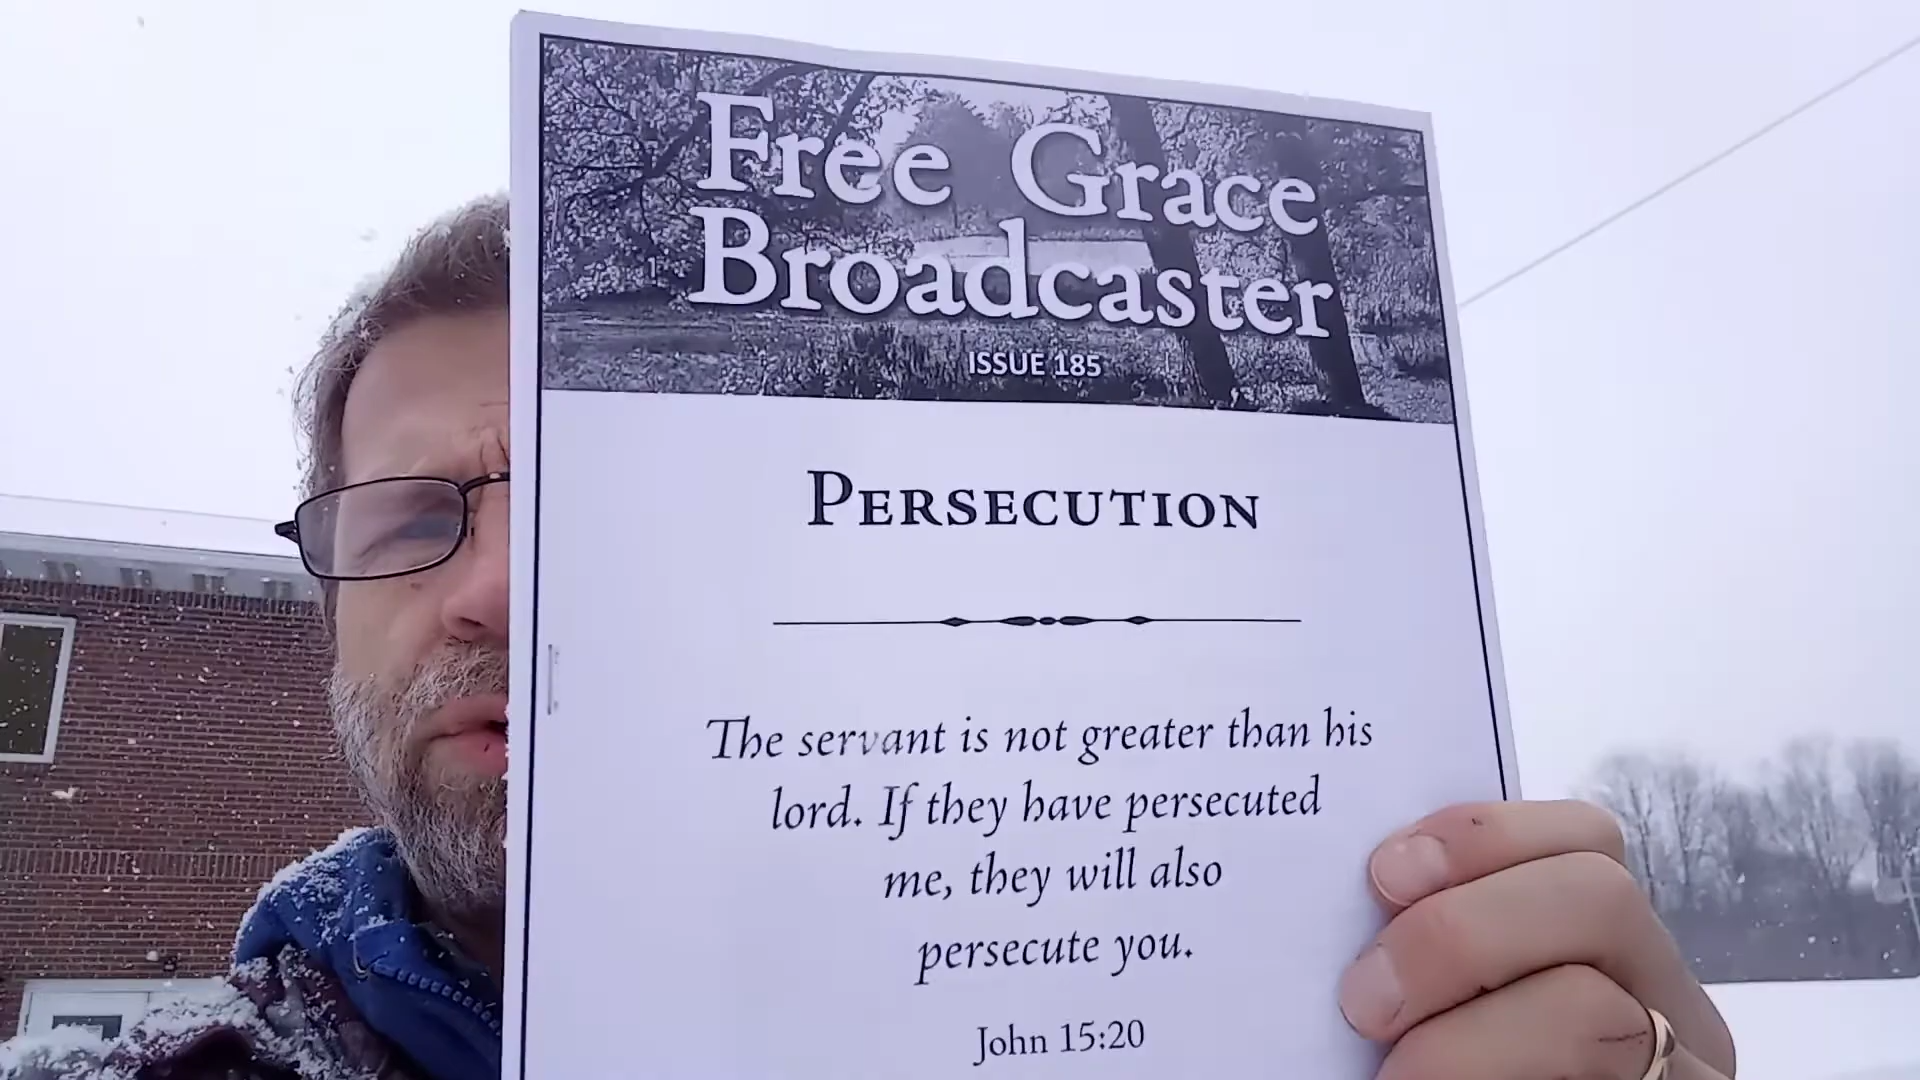 Free Grace
Broadcaster
ISSUE 185
PERSECUTION
The servant is not greater than his
lord. If they have persecuted
me, they will also
persecute you.
John 15:20